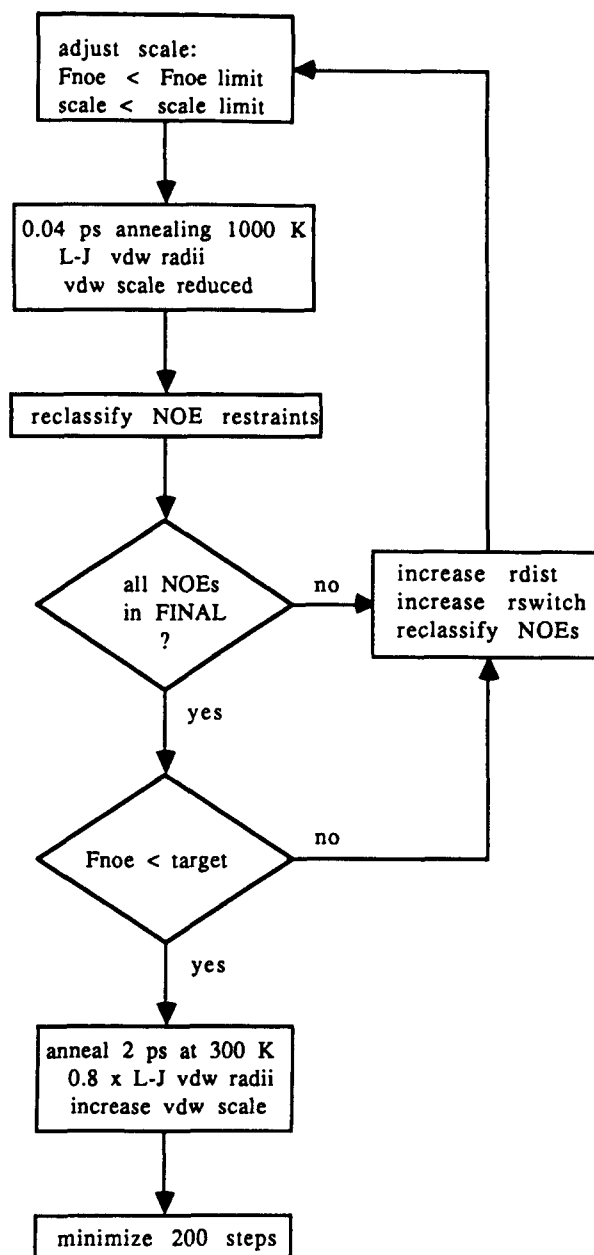 adjust scale:
Fnoe < Fnoe limit
scale < scale limit
0.04 ps annealing 1000 K
L-J vdw radii
vdw scale reduced
reclassify NOE restraints
all NOEs
in FINAL
?
no
increase rdist
increase rswitch
reclassify NOEs
yes
Fnoe < target
no
yes
anneal 2 ps at 300 K
0.8 x L-J vdw radii
increase vdw scale
minimize 200 steps